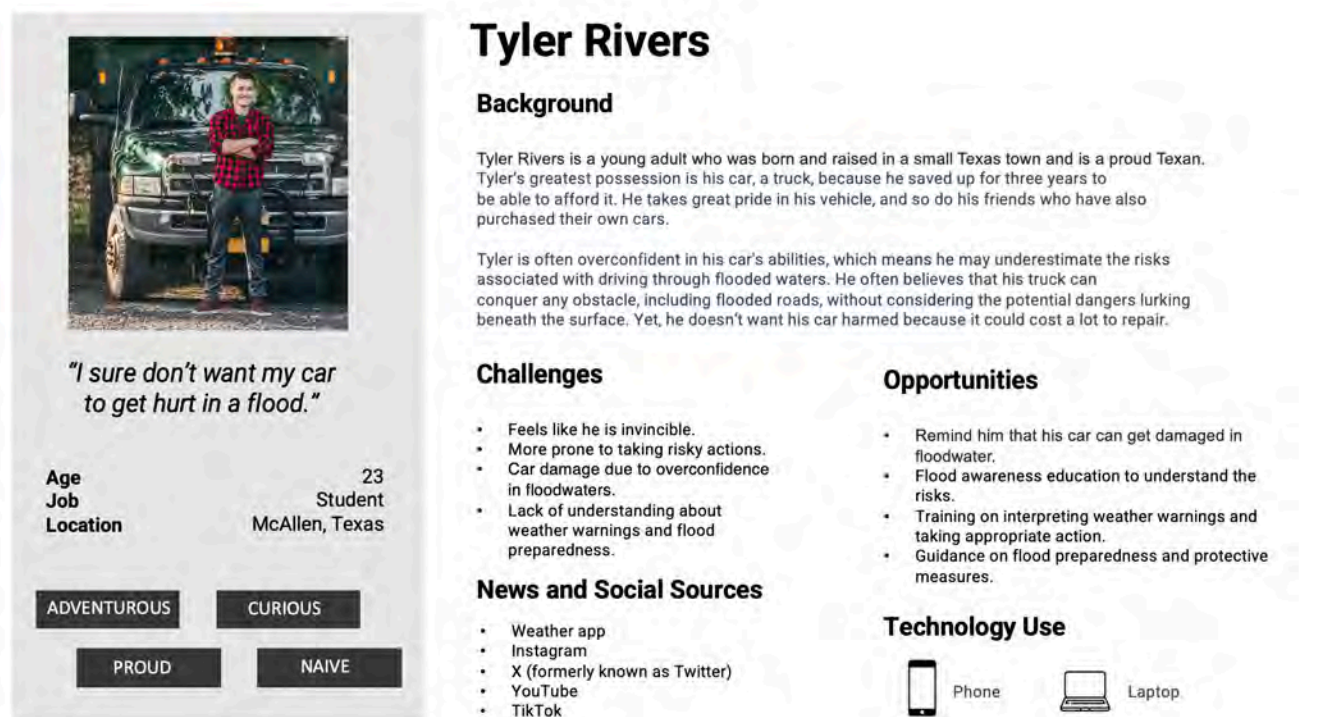 "I sure don't want my car
to get hurt in a flood."
Age 23
Job Student
Location McAllen, Texas
ADVENTUROUS CURIOUS
PROUD NAIVE
Tyler Rivers
Background
Tyler Rivers is a young adult who was born and raised in a small Texas town and is a proud Texan.
Tyler's greatest possession is his car, a truck, because he saved up for three years to
be able to afford it. He takes great pride in his vehicle, and so do his friends who have also
purchased their own cars.
Tyler is often overconfident in his car's abilities, which means he may underestimate the risks
associated with driving through flooded waters. He often believes that his truck can
conquer any obstacle, including flooded roads, without considering the potential dangers lurking
beneath the surface. Yet, he doesn't want his car harmed because it could cost a lot to repair.
Challenges
• Feels like he is invincible.
• More prone to taking risky actions.
• Car damage due to overconfidence
in floodwaters.
• Lack of understanding about
weather warnings and flood
preparedness.
News and Social Sources
• Weather app
• Instagram
• X (formerly known as Twitter)
• YouTube
• TikTok
Opportunities
• Remind him that his car can get damaged in
floodwater.
• Flood awareness education to understand the
risks.
• Training on interpreting weather warnings and
taking appropriate action.
• Guidance on flood preparedness and protective
measures.
Technology Use
Phone Laptop